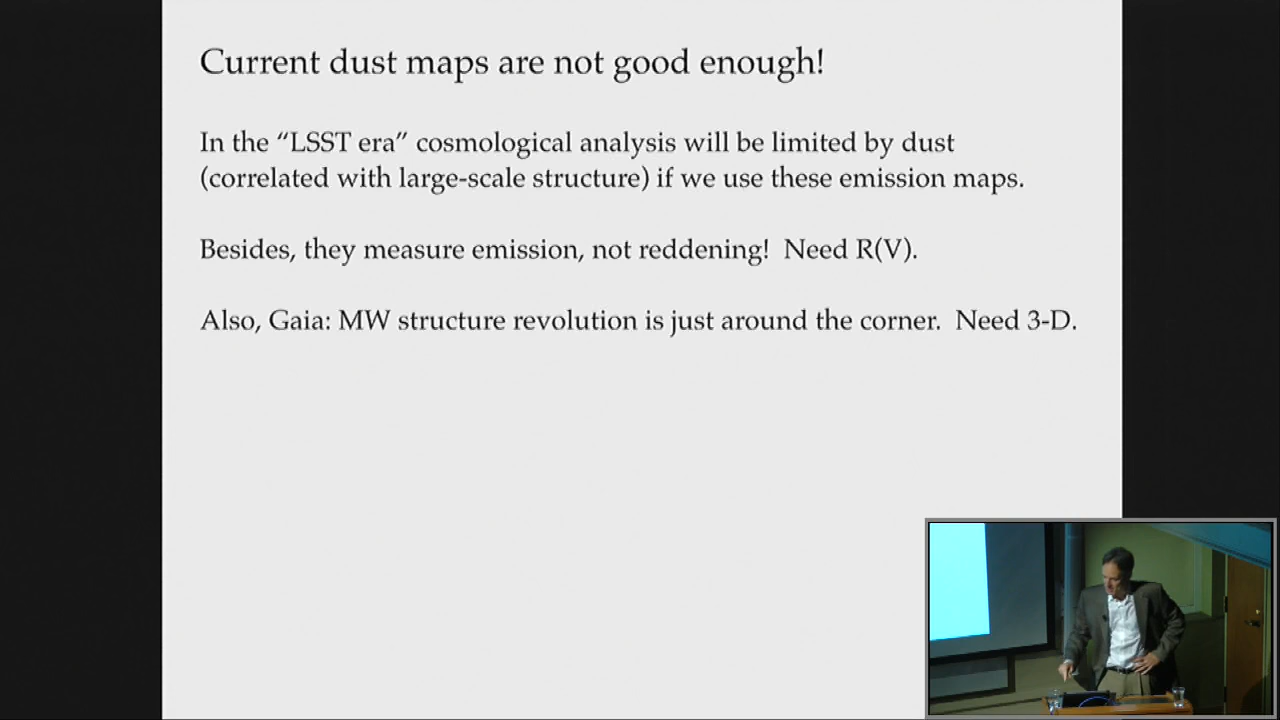 Current dust maps are not good enough!
In the “LSST era” cosmological analysis will be limited by dust
(correlated with large-scale structure) if we use these emission maps.
Besides, they measure emission, not reddening!  Need R(V).
Also, Gaia: MW structure revolution is just around the corner.  Need 3-D.